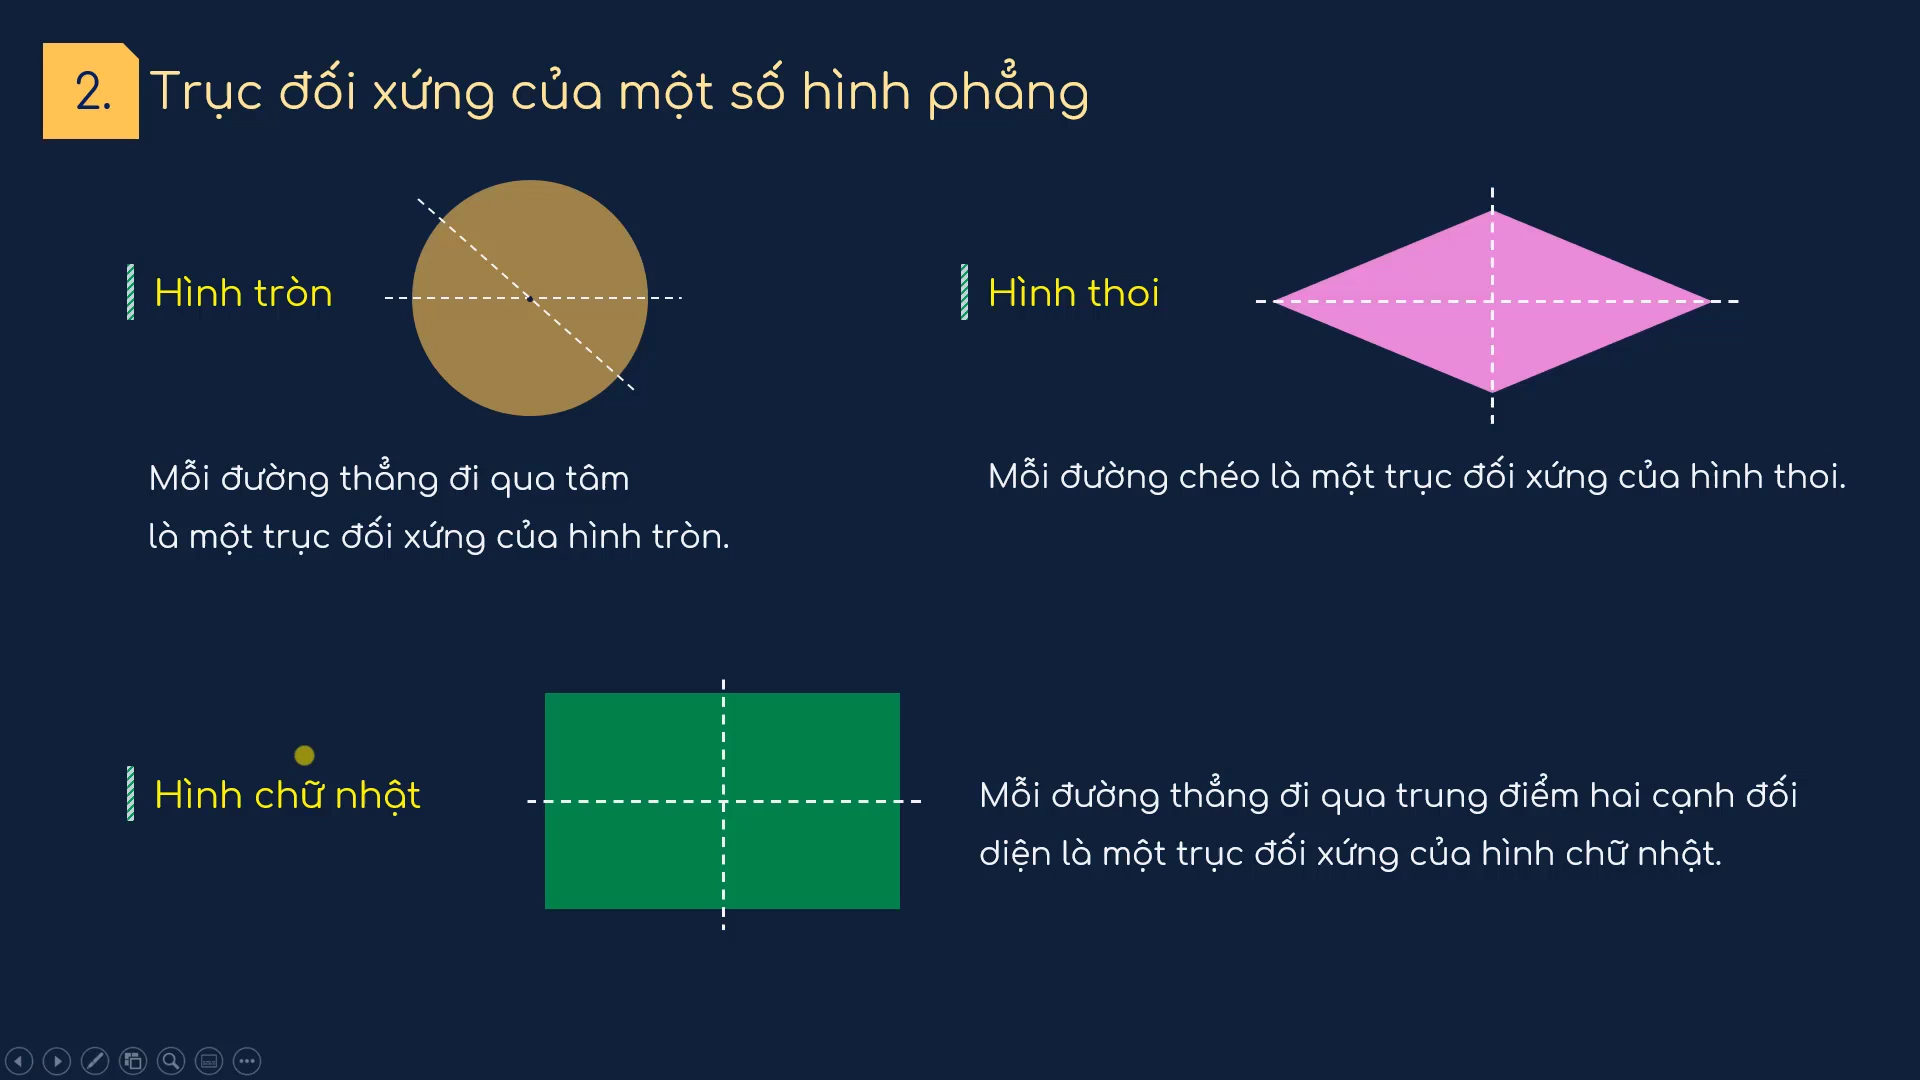 2. Trục đối xứng của một số hình phẳng
Hình tròn
Mỗi đường thẳng đi qua tâm
là một trục đối xứng của hình tròn.
Hình thoi
Mỗi đường chéo là một trục đối xứng của hình thoi.
Hình chữ nhật
Mỗi đường thẳng đi qua trung điểm hai cạnh đối
diện là một trục đối xứng của hình chữ nhật.